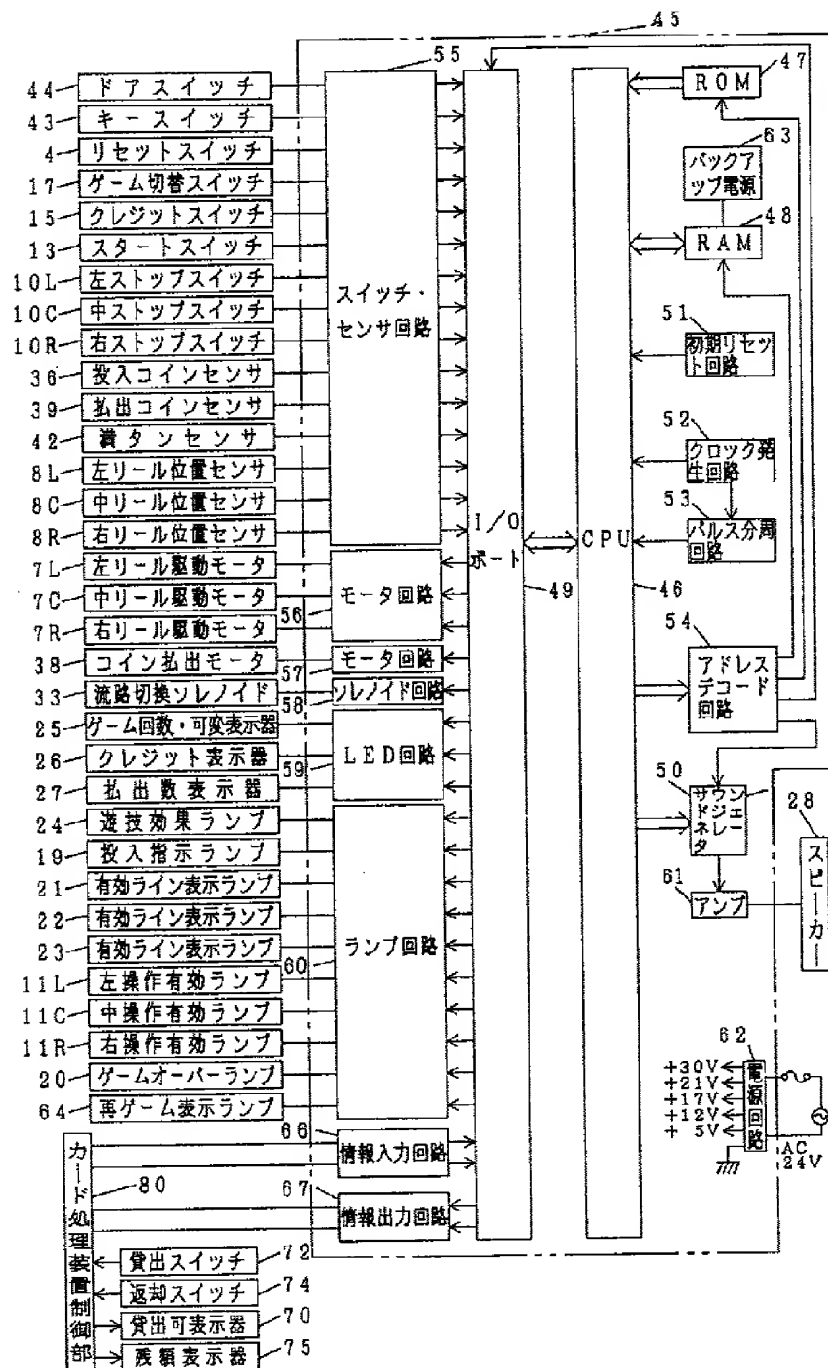 45
55
44 ドアスイッチ
43 キースイッチ
4 リセットスイッチ
17 ゲーム切替スイッチ
15 クレジットスイッチ
13 スタートスイッチ
10L 左ストップスイッチ
10C 中ストップスイッチ
10R 右ストップスイッチ
36 投入コインセンサ
39 払出コインセンサ
42 満タンセンサ
8L 左リール位置センサ
8C 中リール位置センサ
8R 右リール位置センサ
7L 左リール駆動モータ
7C 中リール駆動モータ
7R 右リール駆動モータ
38 コイン払出モータ
33 流路切換ソレノイド
25 ゲーム回数・可変表示器
26 クレジット表示器
27 払出数表示器
24 遊技効果ランプ
19 投入指示ランプ
21 有効ライン表示ランプ
22 有効ライン表示ランプ
23 有効ライン表示ランプ
11L 左操作有効ランプ
11C 中操作有効ランプ
11R 右操作有効ランプ
20 ゲームオーバーランプ
64 再ゲーム表示ランプ
スイッチ・
センサ回路
モータ回路
56
モータ回路
57
ソレノイド回路
58
LED回路
59
ランプ回路
60
66
情報入力回路
67
情報出力回路
I/O
ポート
49
CPU
46
ROM
47
63
バックア
ップ電源
48
RAM
51
初期リセッ
ト回路
52
クロック発
生回路
53
パルス分周
回路
54
アドレス
デコード
回路
50
サウン
ドジェ
ネレー
タ
61
アンプ
28
スピーカー
62
電源回路
+30V
+21V
+17V
+12V
+ 5V
AC
24V
カード処理装置制御部
80
貸出スイッチ 72
返却スイッチ 74
貸出可表示器 70
残額表示器 75